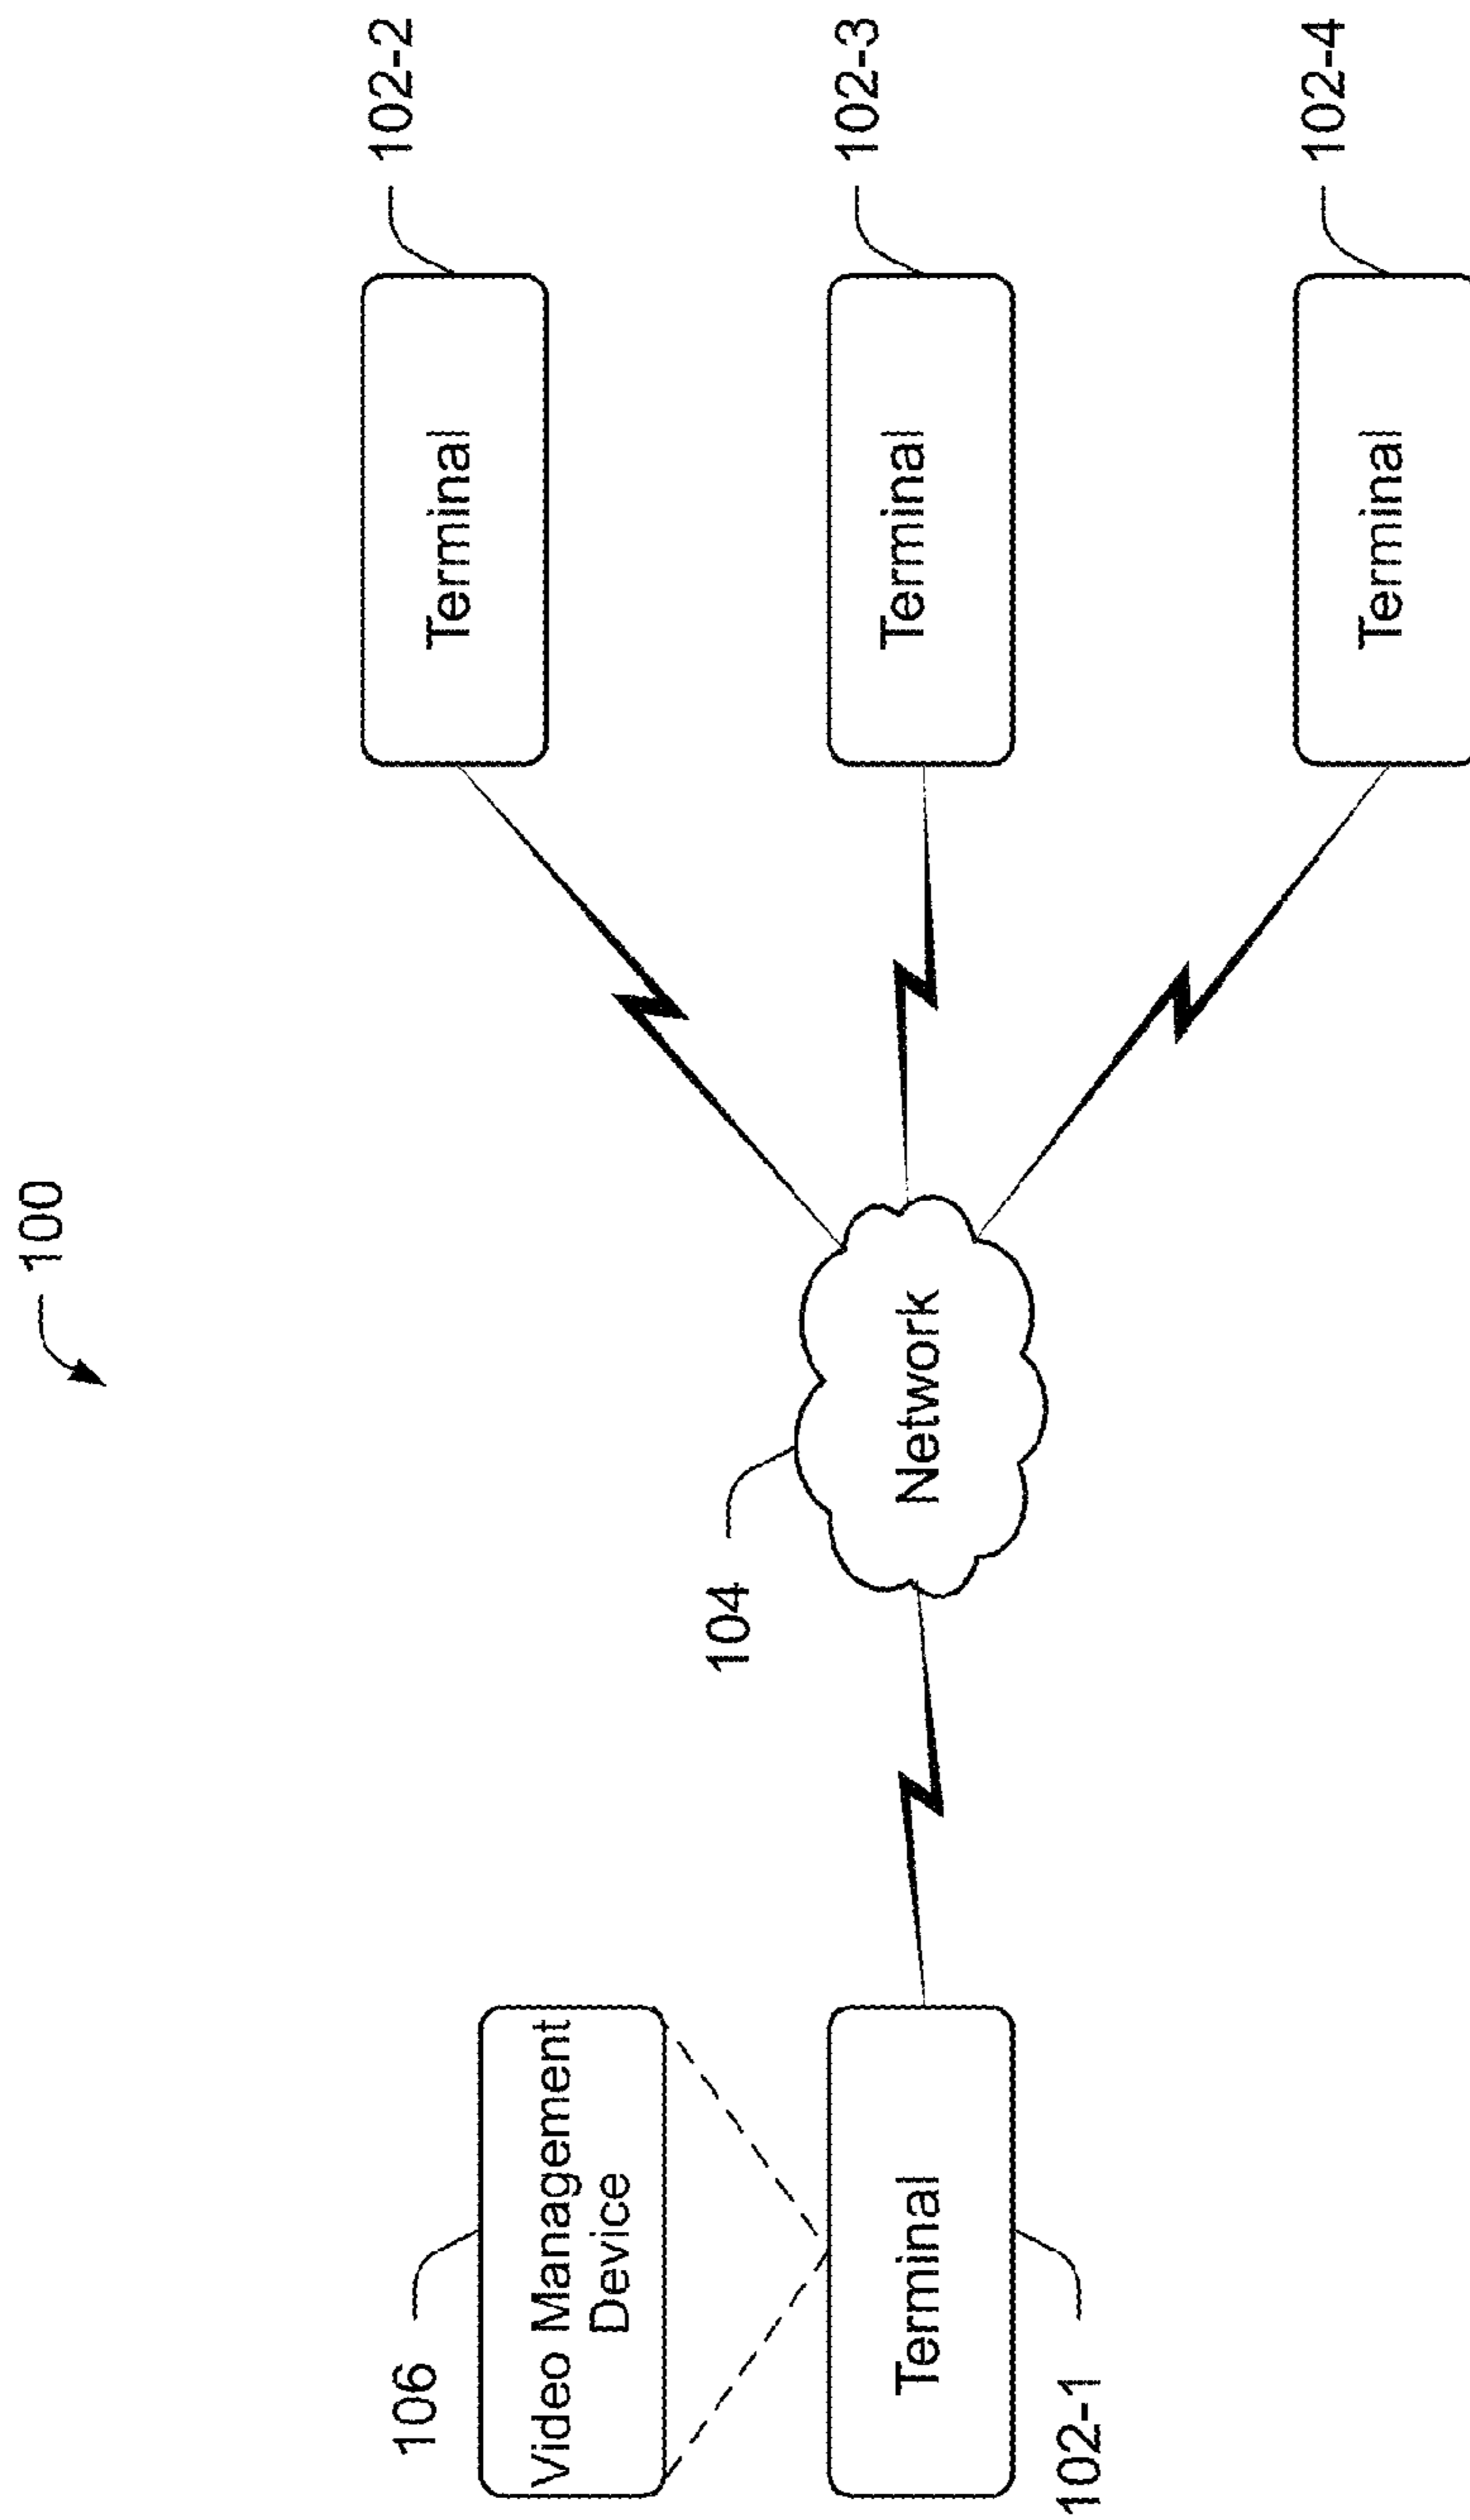 100
102-2
Terminal
106
Video Management
Device
104
Network
Terminal
102-3
Terminal
102-1
Terminal
102-4